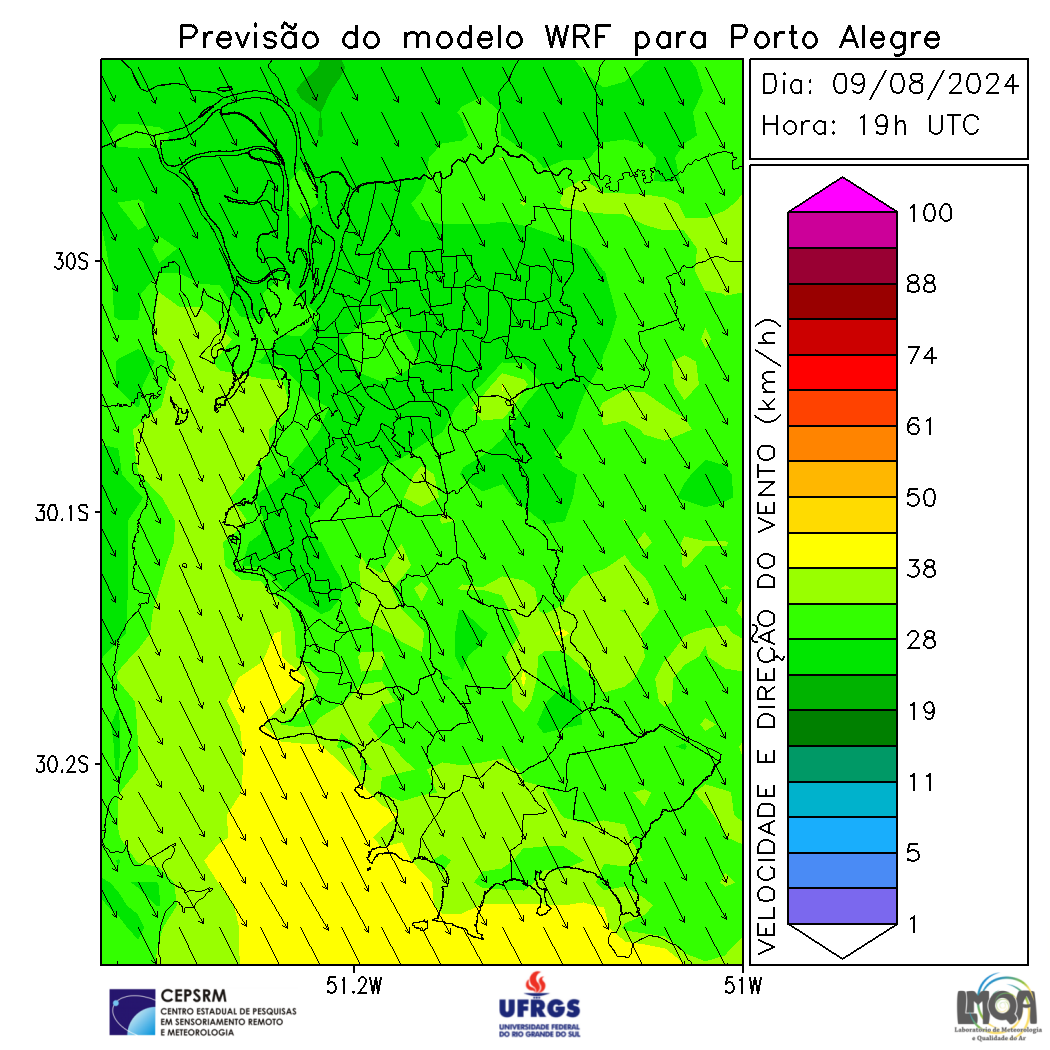 Previsão do modelo WRF para Porto Alegre
Dia: 09/08/2024
Hora: 19h UTC
30S
30.1S
30.2S
51.2W
51W
VELOCIDADE E DIREÇÃO DO VENTO (km/h)
100
88
74
61
50
38
28
19
11
5
1
CEPSRM
CENTRO ESTADUAL DE PESQUISAS
EM SENSORIAMENTO REMOTO
E METEOROLOGIA
UFRGS
UNIVERSIDADE FEDERAL
DO RIO GRANDE DO SUL
LMQA
Laboratório de Meteorologia
e Qualidade do Ar